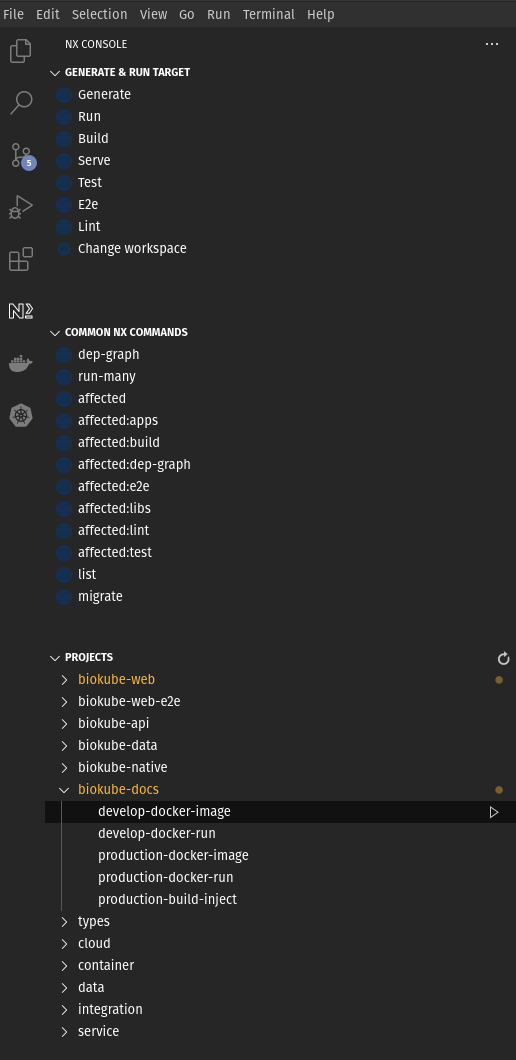 File Edit Selection View Go Run Terminal Help
NX CONSOLE
GENERATE & RUN TARGET
Generate
Run
Build
Serve
5
Test
E2e
Lint
Change workspace
COMMON NX COMMANDS
dep-graph
run-many
affected
affected:apps
affected:build
affected:dep-graph
affected:e2e
affected:libs
affected:lint
affected:test
list
migrate
PROJECTS
biokube-web
biokube-web-e2e
biokube-api
biokube-data
biokube-native
biokube-docs
develop-docker-image
develop-docker-run
production-docker-image
production-docker-run
production-build-inject
types
cloud
container
data
integration
service